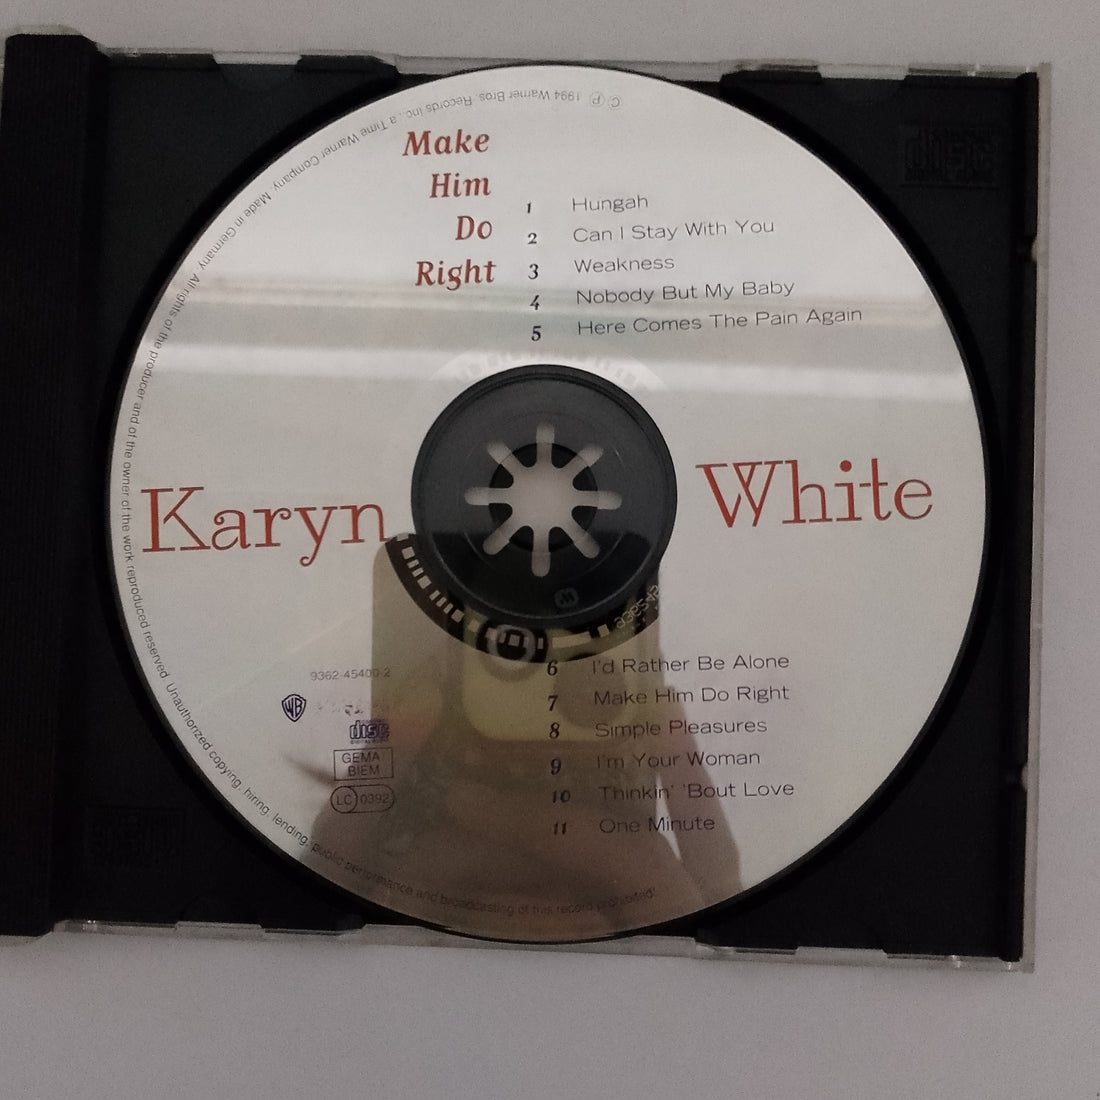 Ⓒ Ⓟ 1994 Warner Bros. Records Inc., a Time Warner Company. Made in Germany. All rights of the producer and of the owner of the work reproduced reserved. Unauthorized copying, hiring, lending, public performance and broadcasting of this record prohibited.
Make
Him
Do
Right
1 Hungah
2 Can I Stay With You
3 Weakness
4 Nobody But My Baby
5 Here Comes The Pain Again
Karyn White
6 I'd Rather Be Alone
7 Make Him Do Right
8 Simple Pleasures
9 I'm Your Woman
10 Thinkin' 'Bout Love
11 One Minute
9362-45400-2
WB
disc
GEMA
BIEM
LC 0392